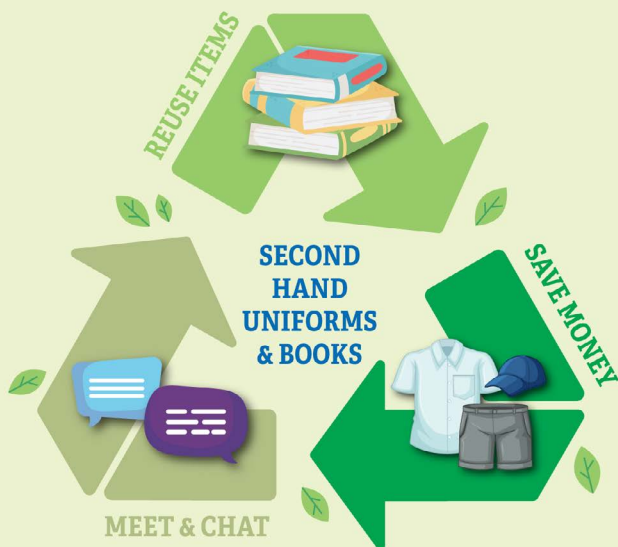 REUSE ITEMS
SECOND
HAND
UNIFORMS
& BOOKS
SAVE MONEY
MEET & CHAT